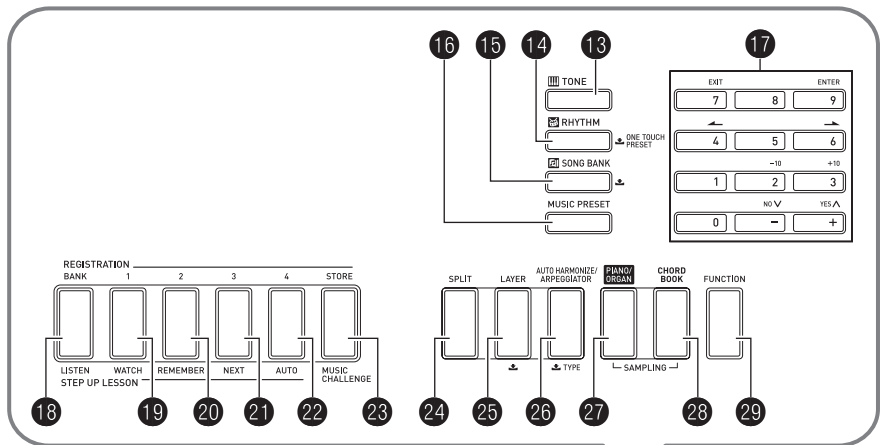 16 15 14 13 17
TONE
RHYTHM
ONE TOUCH
PRESET
SONG BANK
MUSIC PRESET
EXIT ENTER
7 8 9
4 5 6
-10 +10
1 2 3
NO YES
0 - +
REGISTRATION
BANK 1 2 3 4 STORE
LISTEN WATCH REMEMBER NEXT AUTO MUSIC
STEP UP LESSON CHALLENGE
18 19 20 21 22 23
SPLIT LAYER AUTO HARMONIZE/
ARPEGGIATOR
PIANO/
ORGAN
CHORD
BOOK
FUNCTION
TYPE SAMPLING
24 25 26 27 28 29